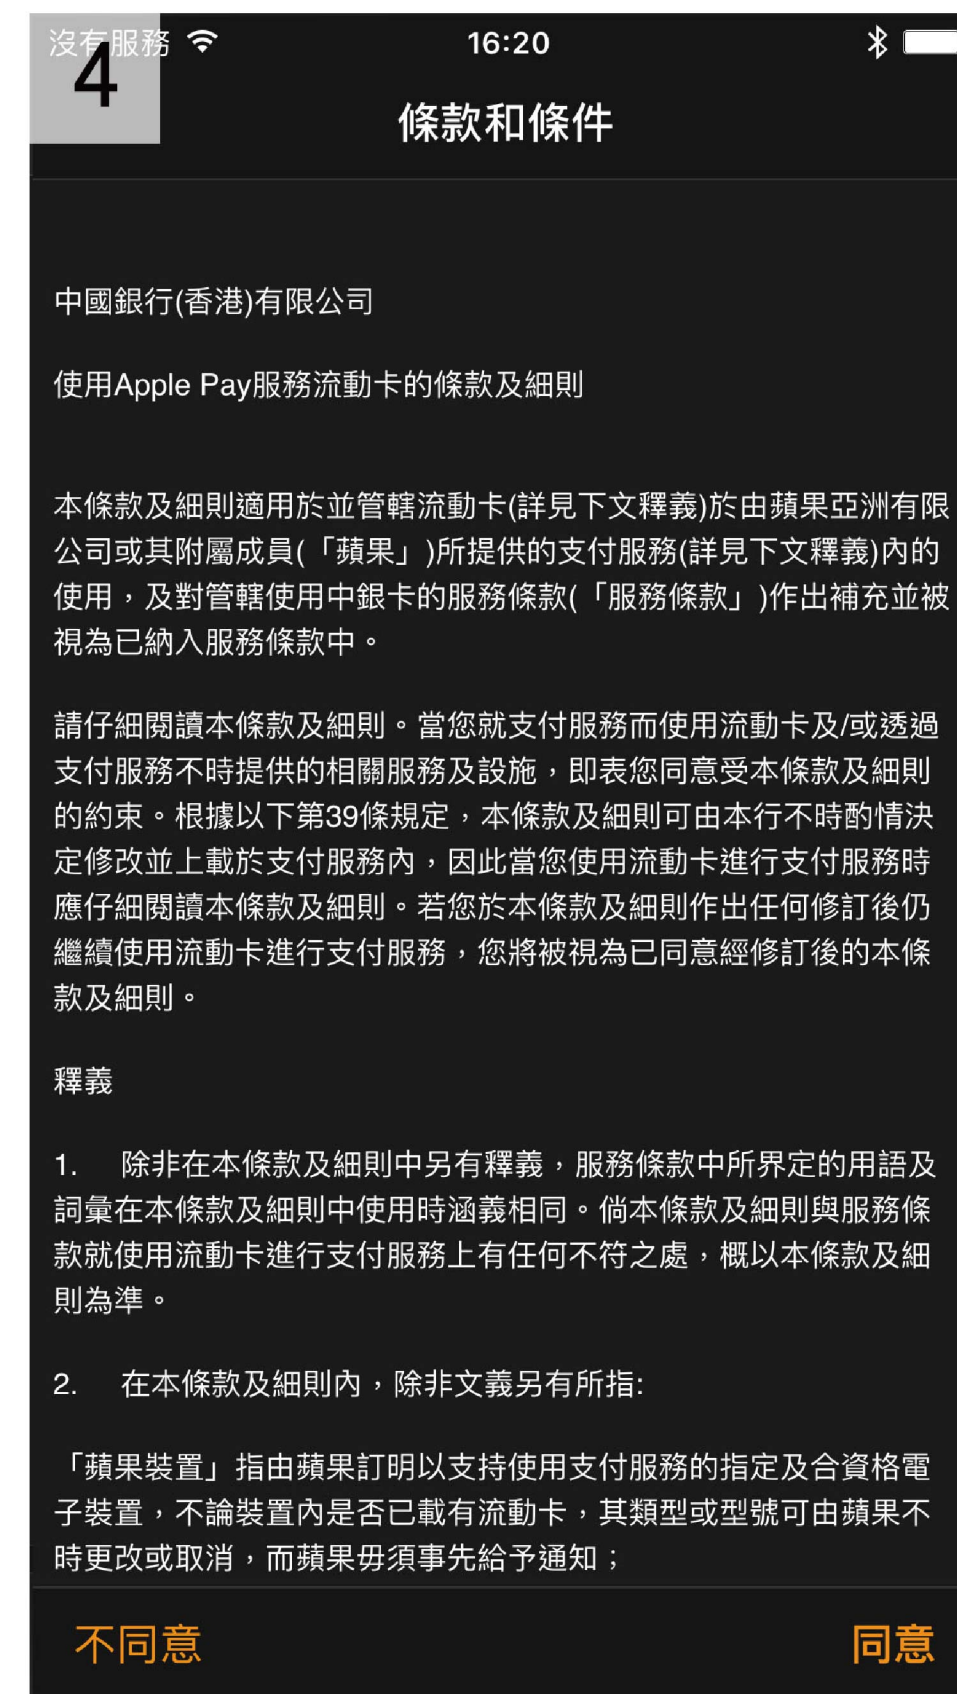 沒有服務 16:20
4
條款和條件
中國銀行(香港)有限公司
使用Apple Pay服務流動卡的條款及細則
本條款及細則適用於並管轄流動卡(詳見下文釋義)於由蘋果亞洲有限
公司或其附屬成員(「蘋果」)所提供的支付服務(詳見下文釋義)內的
使用，及對管轄使用中銀卡的服務條款(「服務條款」)作出補充並被
視為已納入服務條款中。
請仔細閱讀本條款及細則。當您就支付服務而使用流動卡及/或透過
支付服務不時提供的相關服務及設施，即表您同意受本條款及細則
的約束。根據以下第39條規定，本條款及細則可由本行不時酌情決
定修改並上載於支付服務內，因此當您使用流動卡進行支付服務時
應仔細閱讀本條款及細則。若您於本條款及細則作出任何修訂後仍
繼續使用流動卡進行支付服務，您將被視為已同意經修訂後的本條
款及細則。
釋義
1. 除非在本條款及細則中另有釋義，服務條款中所界定的用語及
詞彙在本條款及細則中使用時涵義相同。倘本條款及細則與服務條
款就使用流動卡進行支付服務上有任何不符之處，概以本條款及細
則為準。
2. 在本條款及細則內，除非文義另有所指:
「蘋果裝置」指由蘋果訂明以支持使用支付服務的指定及合資格電
子裝置，不論裝置內是否已載有流動卡，其類型或型號可由蘋果不
時更改或取消，而蘋果毋須事先給予通知；
不同意 同意